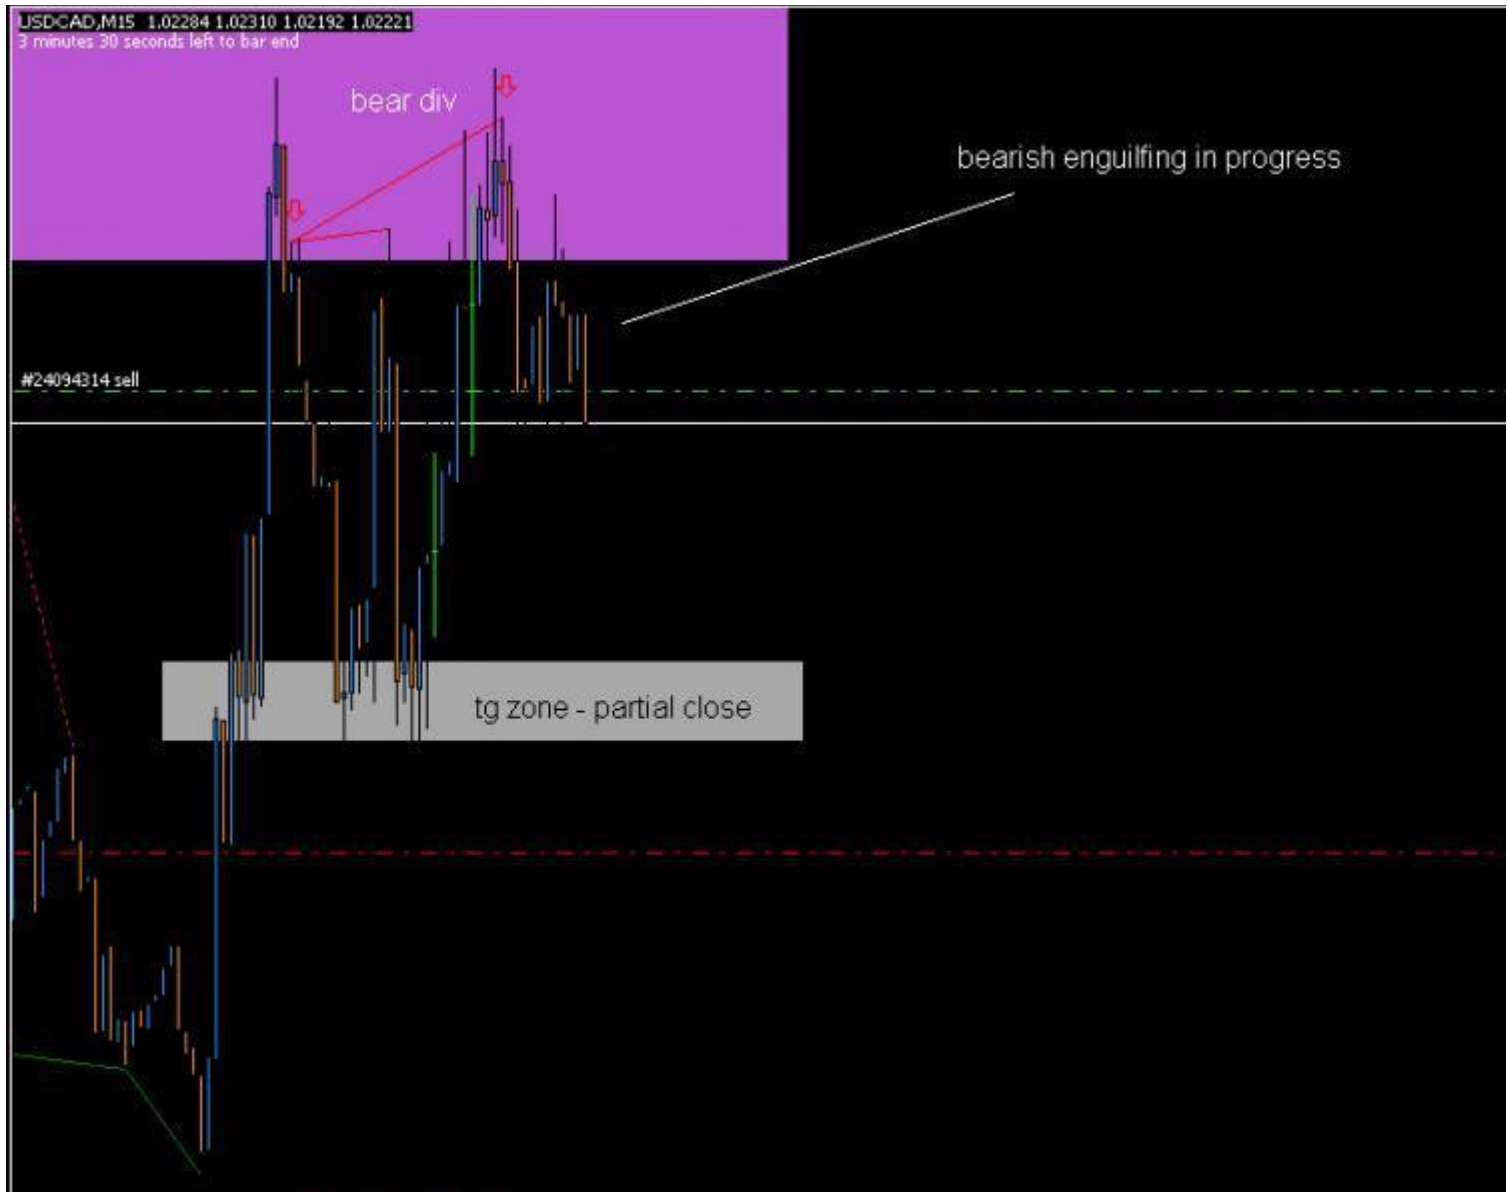 USDCAD,M15 1.02284 1.02310 1.02192 1.02221
3 minutes 30 seconds left to bar end
bear div
bearish enguilfing in progress
#24094314 sell
tg zone - partial close